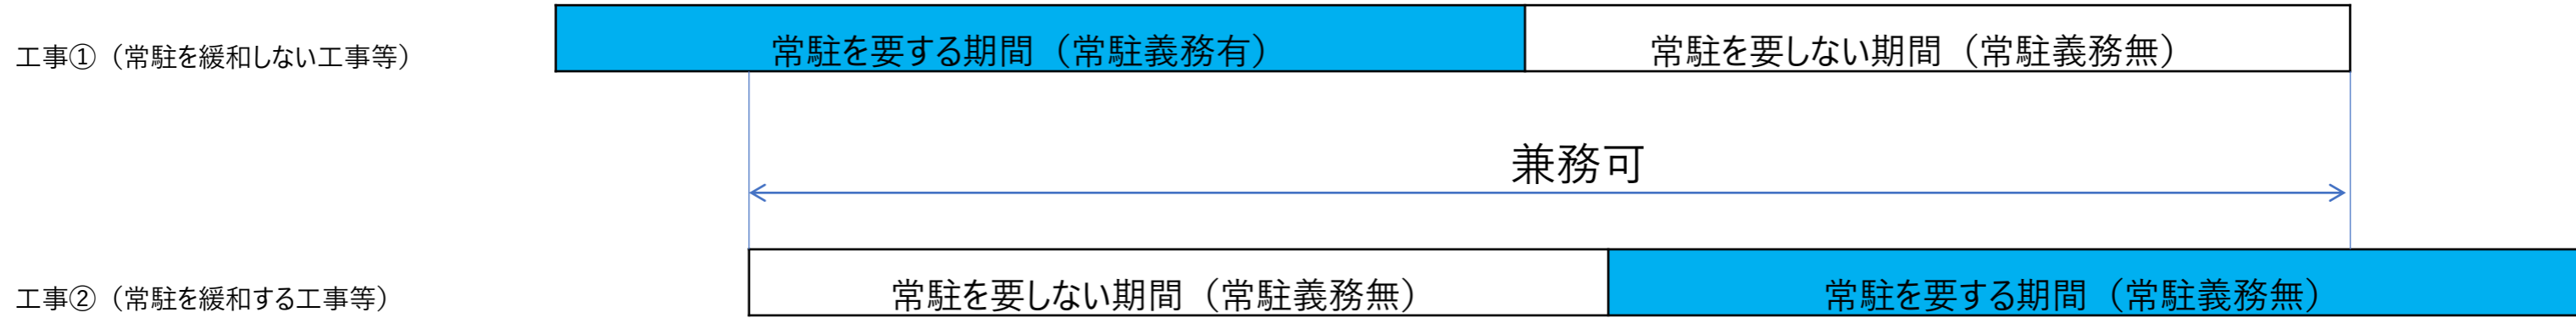 工事①（常駐を緩和しない工事等）
常駐を要する期間（常駐義務有）
常駐を要しない期間（常駐義務無）
兼務可
工事②（常駐を緩和する工事等）
常駐を要しない期間（常駐義務無）
常駐を要する期間（常駐義務無）